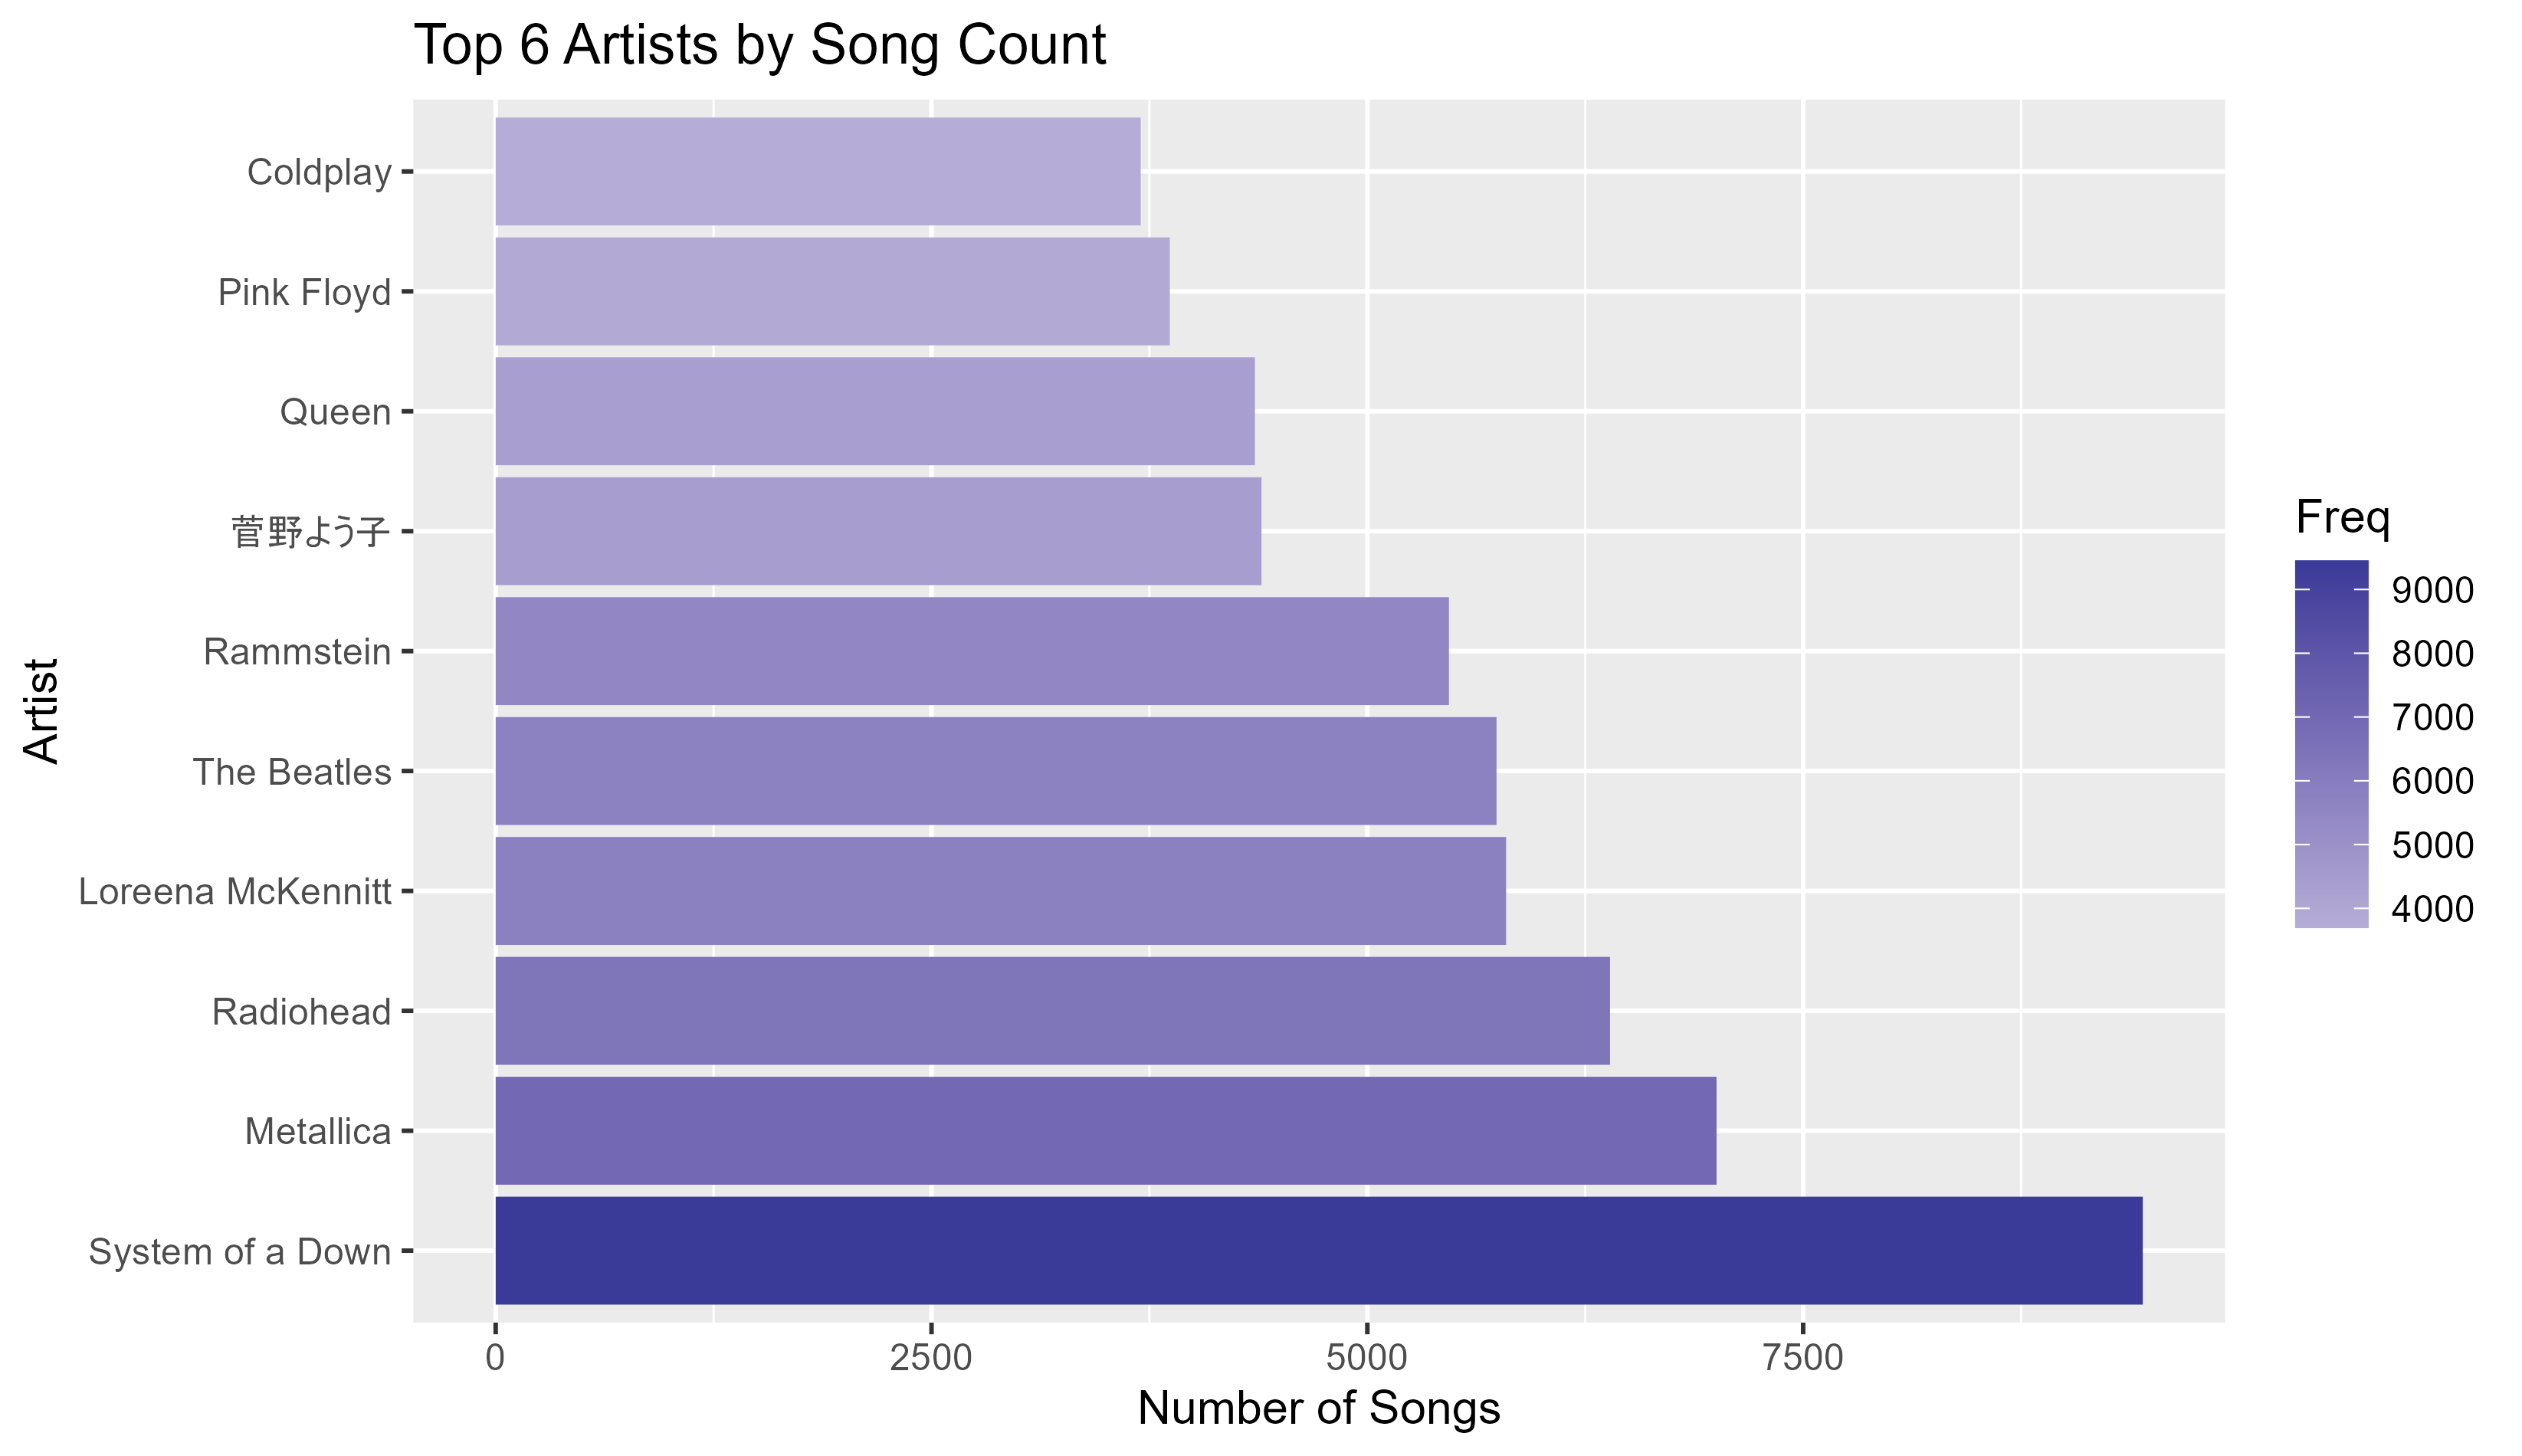 Top 6 Artists by Song Count
Artist
Coldplay
Pink Floyd
Queen
菅野よう子
Rammstein
The Beatles
Loreena McKennitt
Radiohead
Metallica
System of a Down
0 2500 5000 7500
Number of Songs
Freq
9000
8000
7000
6000
5000
4000